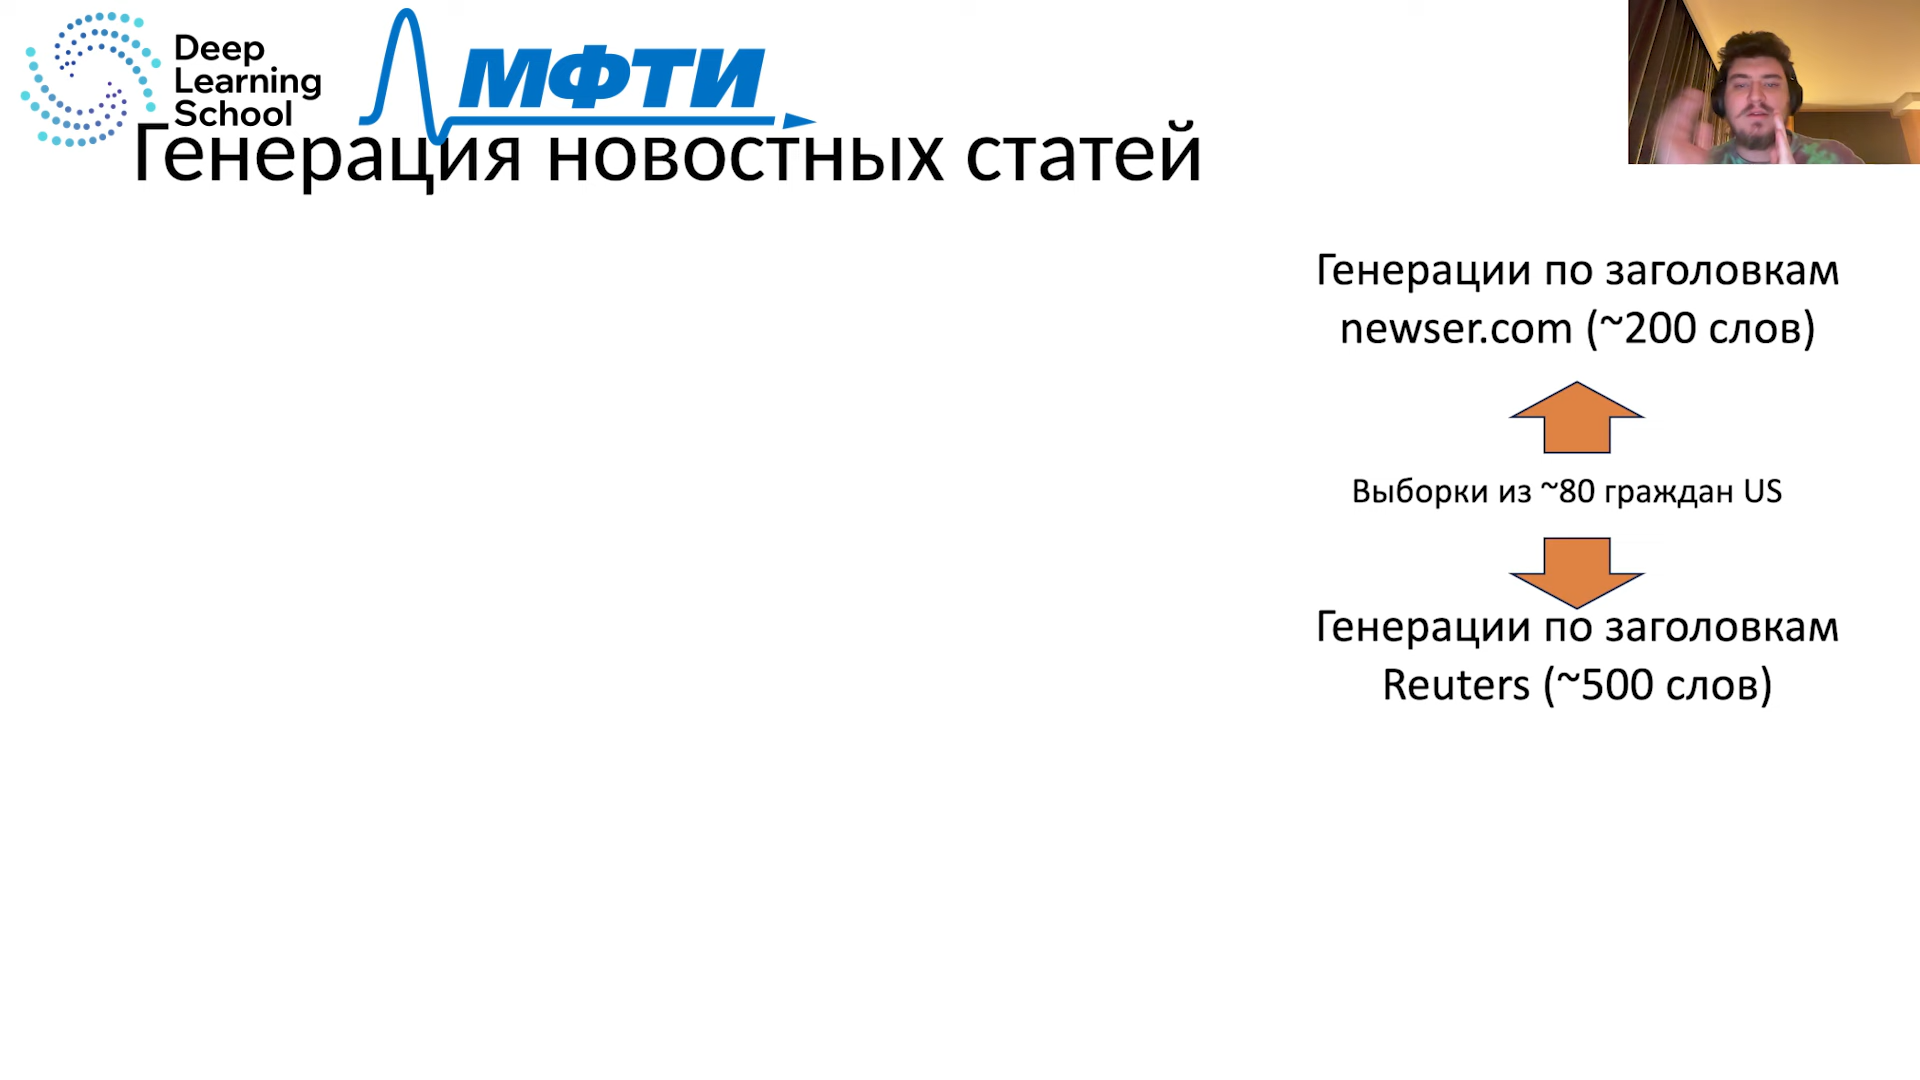 Deep
Learning
School
МФТИ
Генерация новостных статей
Генерации по заголовкам
newser.com (~200 слов)
Выборки из ~80 граждан US
Генерации по заголовкам
Reuters (~500 слов)